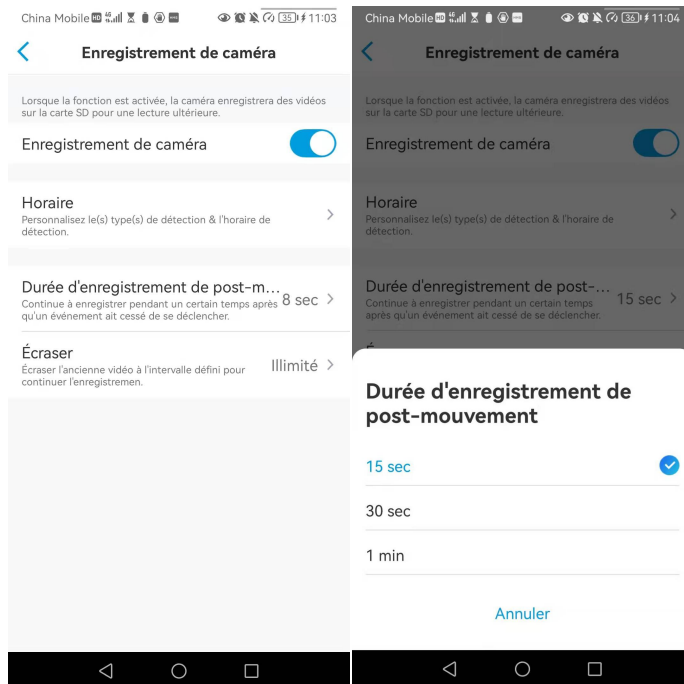 China Mobile HD 4G 35 11:03
Enregistrement de caméra
Lorsque la fonction est activée, la caméra enregistrera des vidéos
sur la carte SD pour une lecture ultérieure.
Enregistrement de caméra
Horaire
Personnalisez le(s) type(s) de détection & l'horaire de
détection.
Durée d'enregistrement de post-m...
8 sec
Continue à enregistrer pendant un certain temps après
qu'un événement ait cessé de se déclencher.
Écraser
Illimité
Écraser l'ancienne vidéo à l'intervalle défini pour
continuer l'enregistremen.
China Mobile HD 4G 36 11:04
Enregistrement de caméra
Lorsque la fonction est activée, la caméra enregistrera des vidéos
sur la carte SD pour une lecture ultérieure.
Enregistrement de caméra
Horaire
Personnalisez le(s) type(s) de détection & l'horaire de
détection.
Durée d'enregistrement de post-...
15 sec
Continue à enregistrer pendant un certain temps
après qu'un événement ait cessé de se déclencher.
Durée d'enregistrement de
post-mouvement
15 sec
30 sec
1 min
Annuler